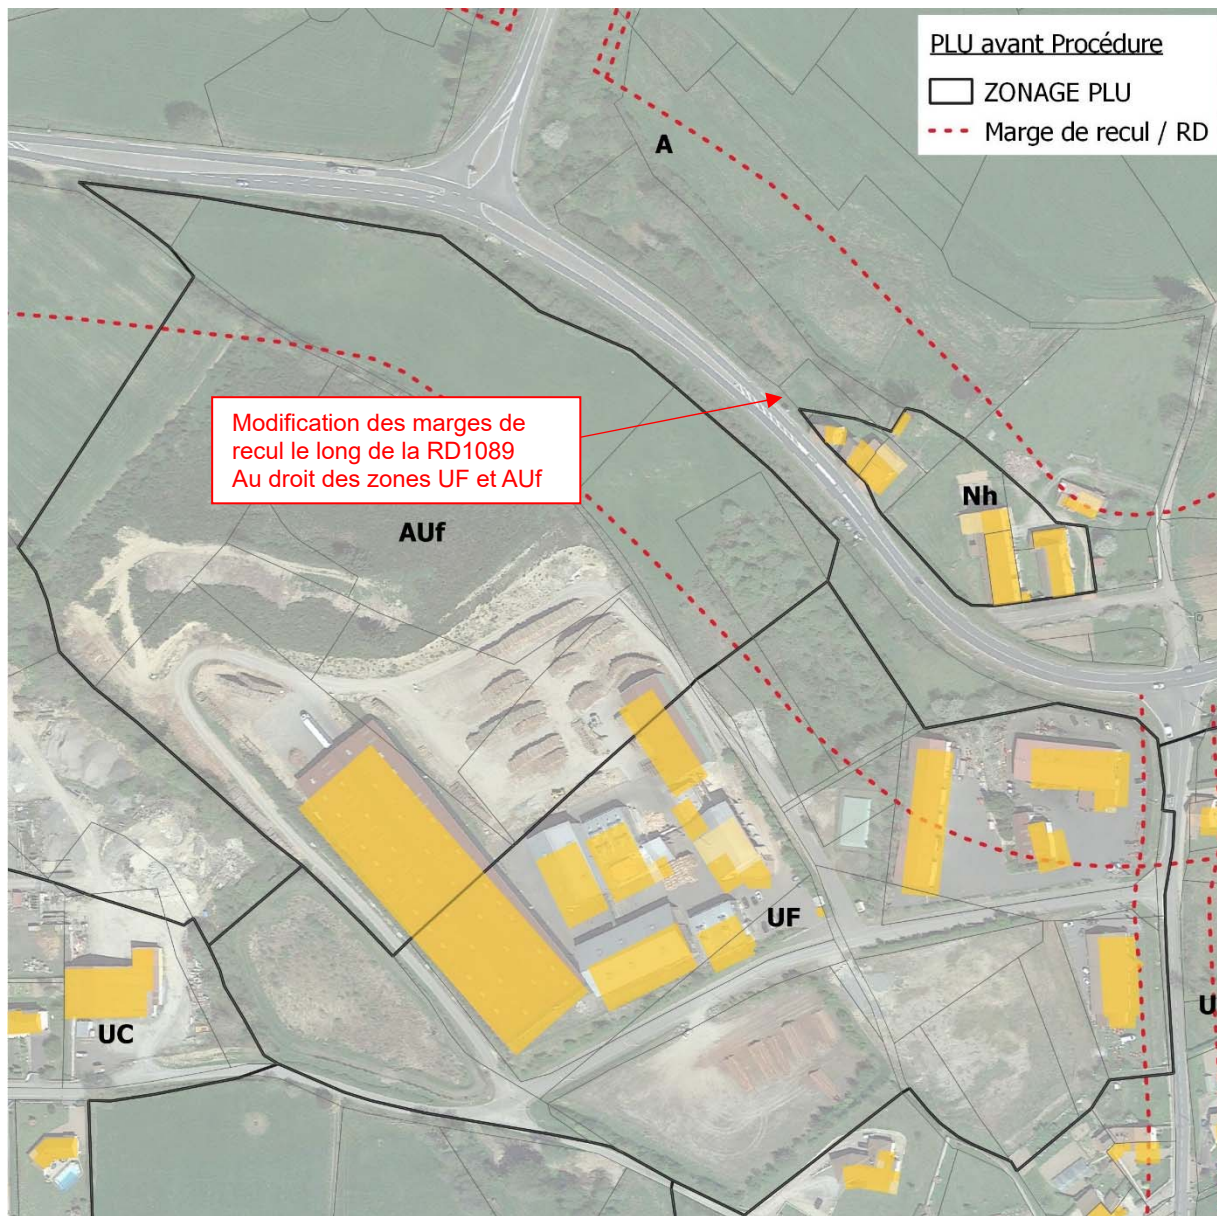 PLU avant Procédure
ZONAGE PLU
Marge de recul / RD
A
Modification des marges de
recul le long de la RD1089
Au droit des zones UF et AUf
Nh
AUf
UF
U
UC